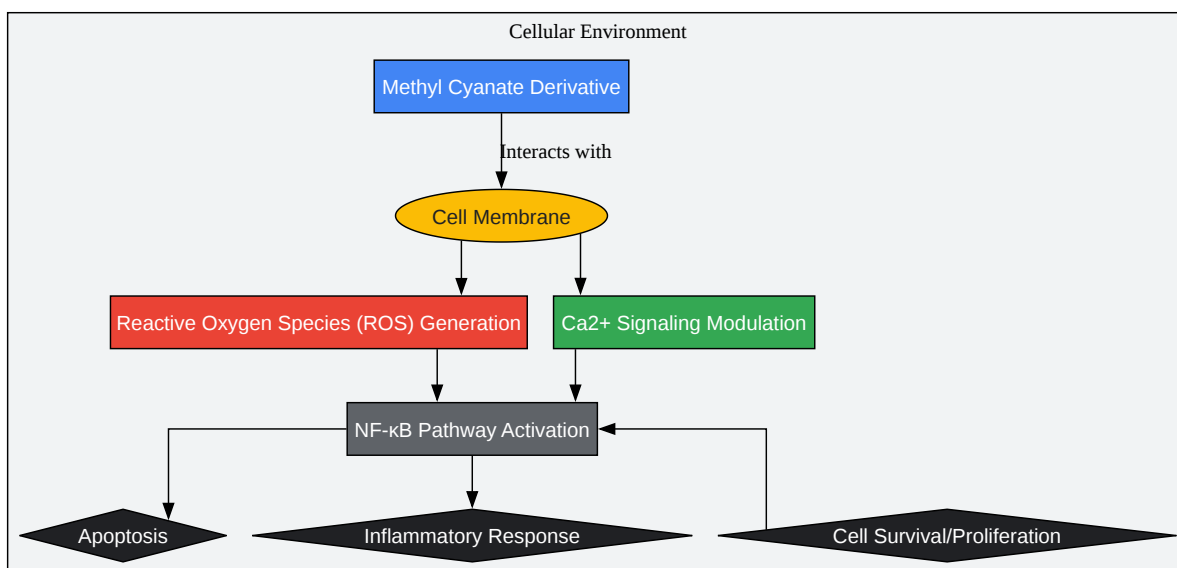 Cellular Environment
Methyl Cyanate Derivative
Interacts with
Cell Membrane
Reactive Oxygen Species (ROS) Generation
Ca2+ Signaling Modulation
NF-κB Pathway Activation
Apoptosis
Inflammatory Response
Cell Survival/Proliferation